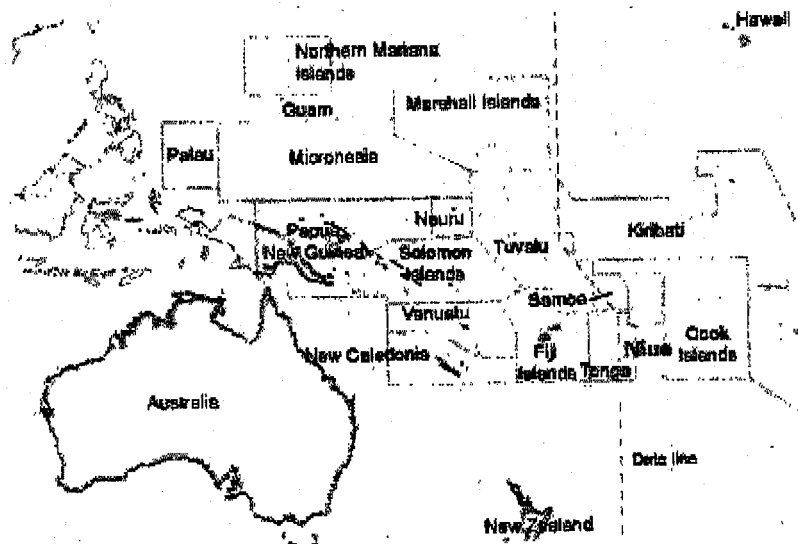 Hawaii
Northern Mariana
Islands
Guam
Marshall Islands
Palau
Micronesia
Nauru
Papua
New Guinea
Solomon
Islands
Tuvalu
Kiribati
Samoa
Vanuatu
New Caledonia
Fiji
Islands
Tonga
Niue
Cook
Islands
Australia
Date line
New Zealand